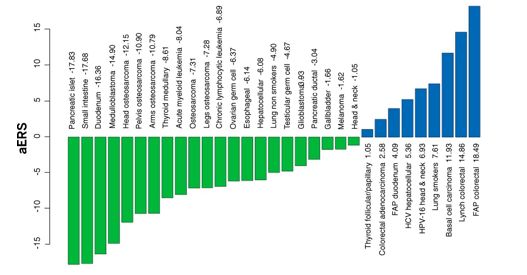 aERS
15
10
5
0
-5
-10
-15
Pancreatic islet -17.83
Small intestine -17.68
Duodenum -16.36
Medulloblastoma -14.90
Head osteosarcoma -12.15
Pelvis osteosarcoma -10.90
Arms osteosarcoma -10.79
Thyroid medullary -8.61
Acute myeloid leukemia -8.04
Osteosarcoma -7.31
Legs osteosarcoma -7.28
Chronic lymphocytic leukemia -6.89
Ovarian germ cell -6.37
Esophageal -6.14
Hepatocellular -6.08
Lung non smokers -4.90
Testicular germ cell -4.67
Pancreatic ductal -3.04
Gallbladder -1.66
Melanoma -1.62
Head & neck -1.05
Thyroid follicular/papillary 1.05
Colorectal adenocarcinoma 2.58
FAP duodenum 4.09
HCV hepatocellular 5.36
HPV-16 head & neck 6.93
Lung smokers 7.61
Basal cell carcinoma 11.93
Lynch colorectal 14.86
FAP colorectal 18.49